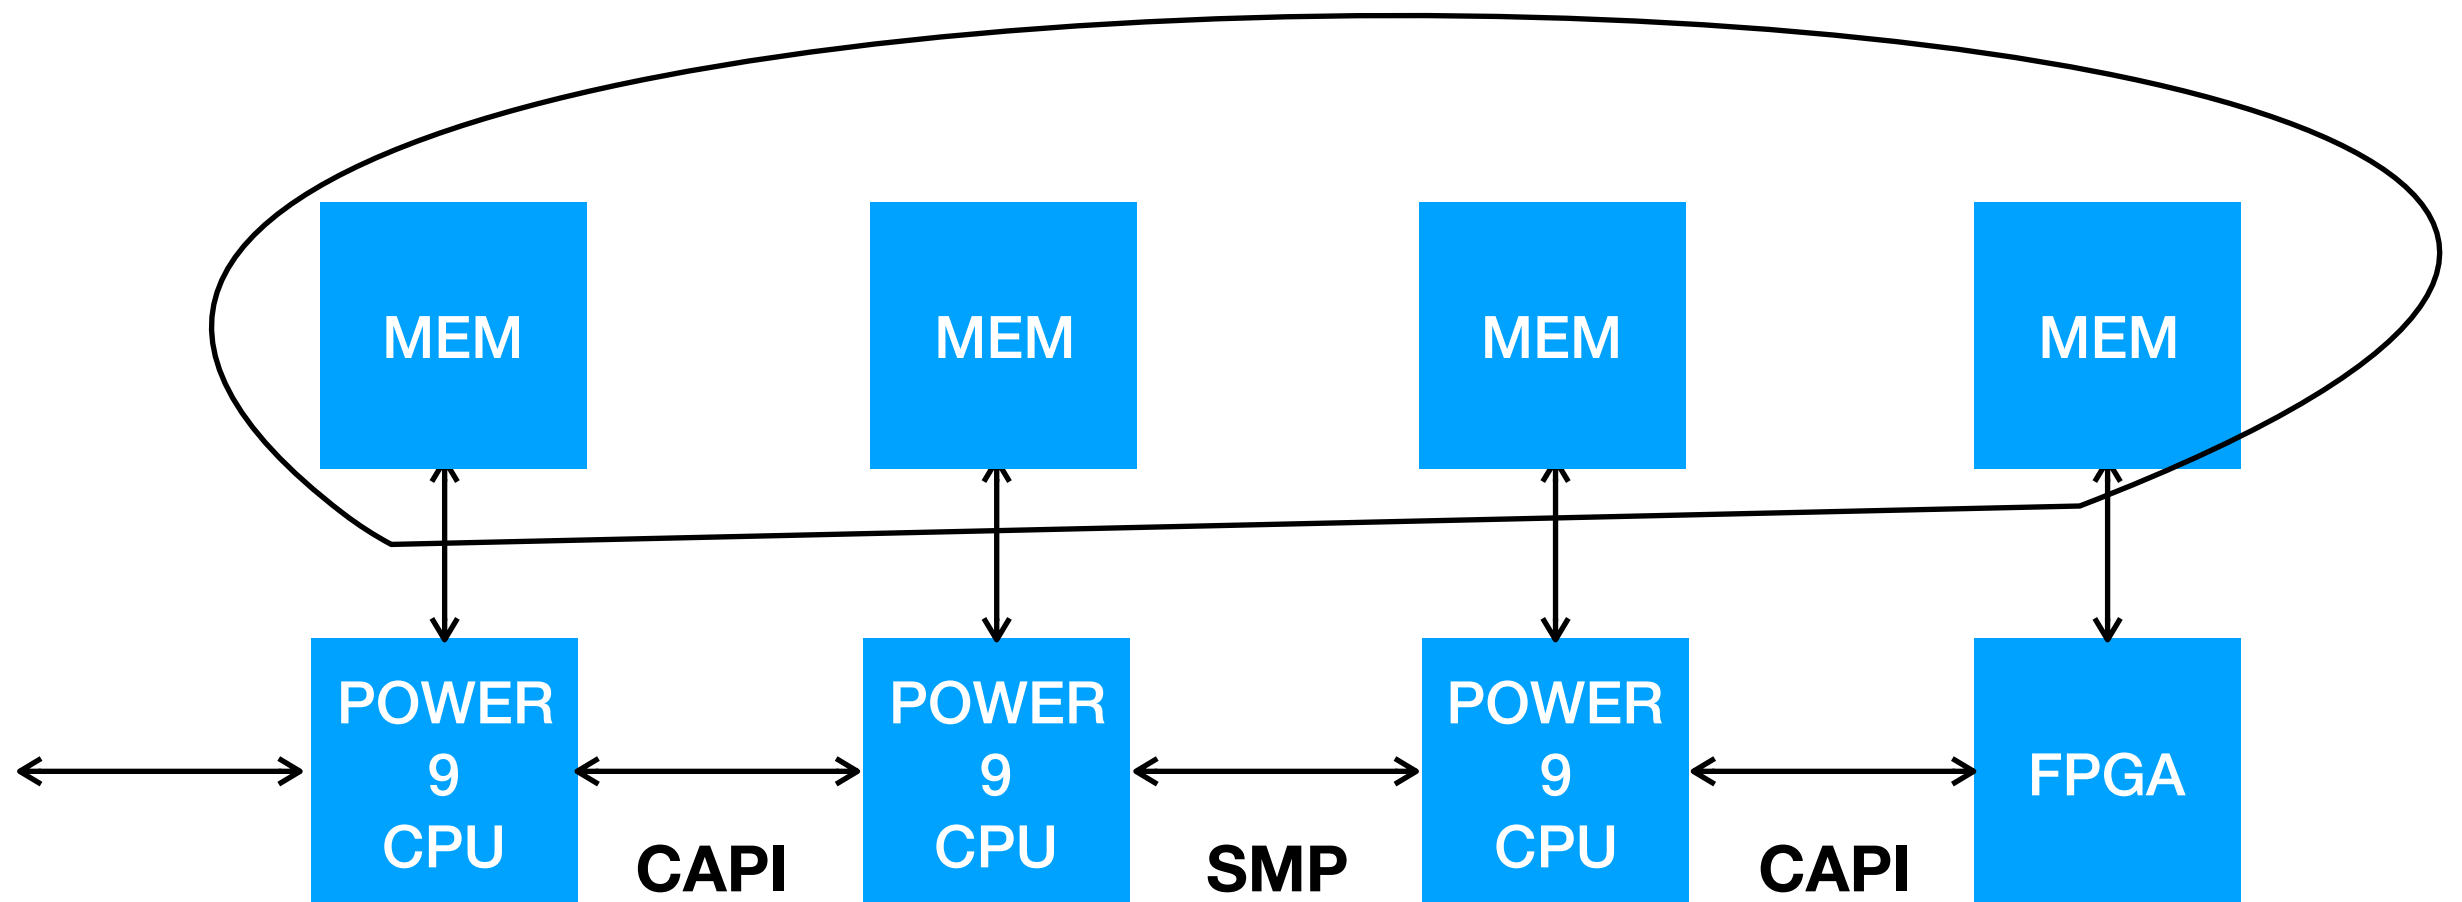 MEM
MEM
MEM
MEM
POWER
9
CPU
CAPI
POWER
9
CPU
SMP
POWER
9
CPU
CAPI
FPGA